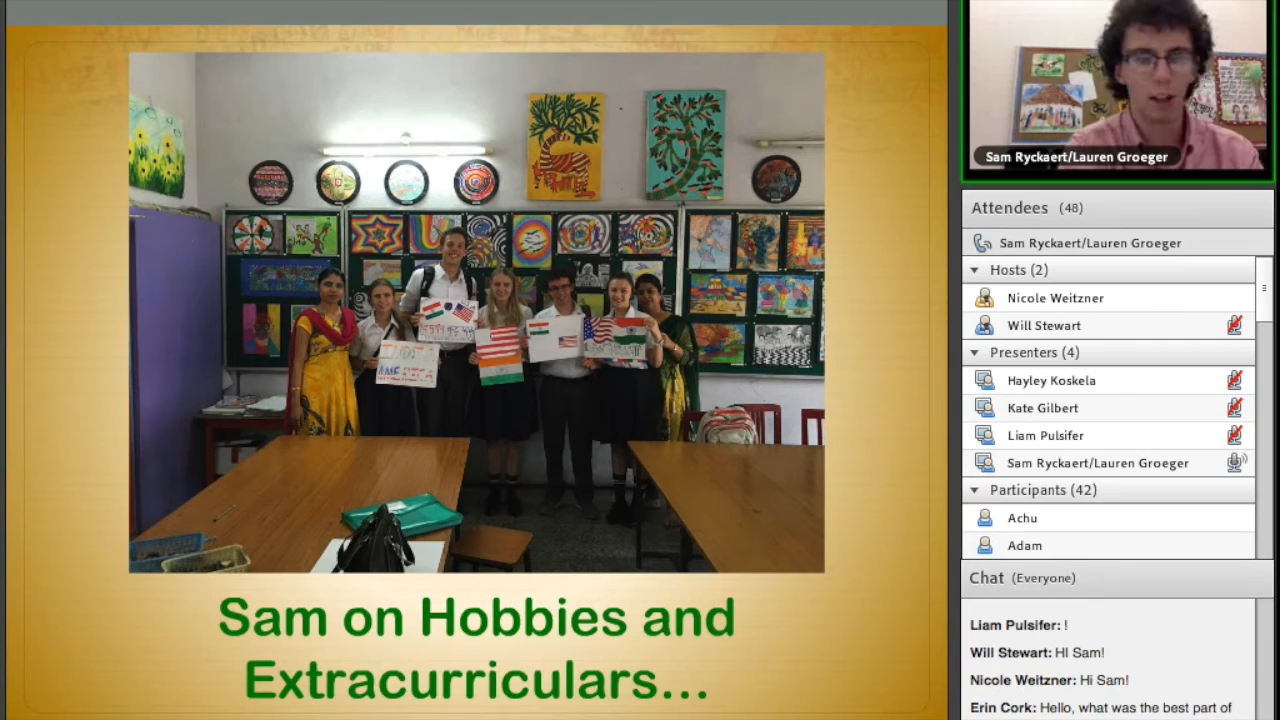 Sam on Hobbies and
Extracurriculars...
Sam Ryckaert/Lauren Groeger
Attendees (48)
Sam Ryckaert/Lauren Groeger
Hosts (2)
Nicole Weitzner
Will Stewart
Presenters (4)
Hayley Koskela
Kate Gilbert
Liam Pulsifer
Sam Ryckaert/Lauren Groeger
Participants (42)
Achu
Adam
Chat (Everyone)
Liam Pulsifer: !
Will Stewart: HI Sam!
Nicole Weitzner: Hi Sam!
Erin Cork: Hello, what was the best part of